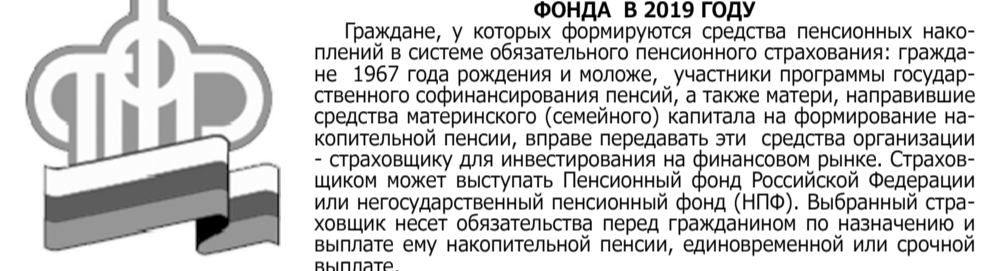 ФОНДА В 2019 ГОДУ
Граждане, у которых формируются средства пенсионных нако-
плений в системе обязательного пенсионного страхования: гражда-
не 1967 года рождения и моложе, участники программы государ-
ственного софинансирования пенсий, а также матери, направившие
средства материнского (семейного) капитала на формирование на-
копительной пенсии, вправе передавать эти средства организации
- страховщику для инвестирования на финансовом рынке. Страхов-
щиком может выступать Пенсионный фонд Российской Федерации
или негосударственный пенсионный фонд (НПФ). Выбранный стра-
ховщик несет обязательства перед гражданином по назначению и
выплате ему накопительной пенсии, единовременной или срочной
выплате.